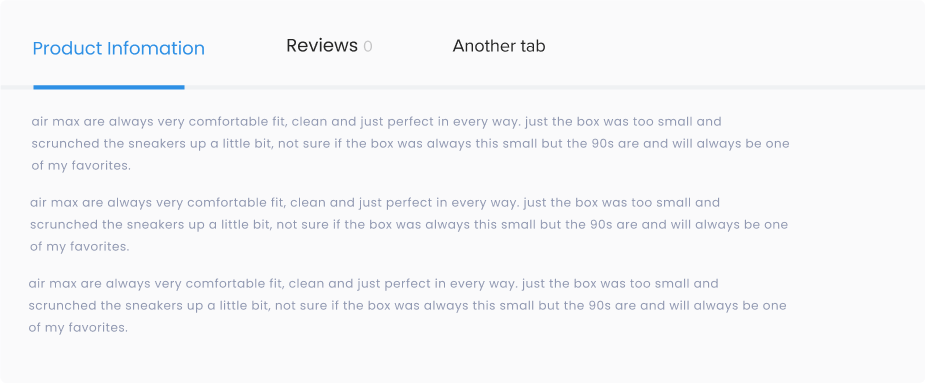 Product Infomation Reviews 0 Another tab
air max are always very comfortable fit, clean and just perfect in every way. just the box was too small and
scrunched the sneakers up a little bit, not sure if the box was always this small but the 90s are and will always be one
of my favorites.
air max are always very comfortable fit, clean and just perfect in every way. just the box was too small and
scrunched the sneakers up a little bit, not sure if the box was always this small but the 90s are and will always be one
of my favorites.
air max are always very comfortable fit, clean and just perfect in every way. just the box was too small and
scrunched the sneakers up a little bit, not sure if the box was always this small but the 90s are and will always be one
of my favorites.